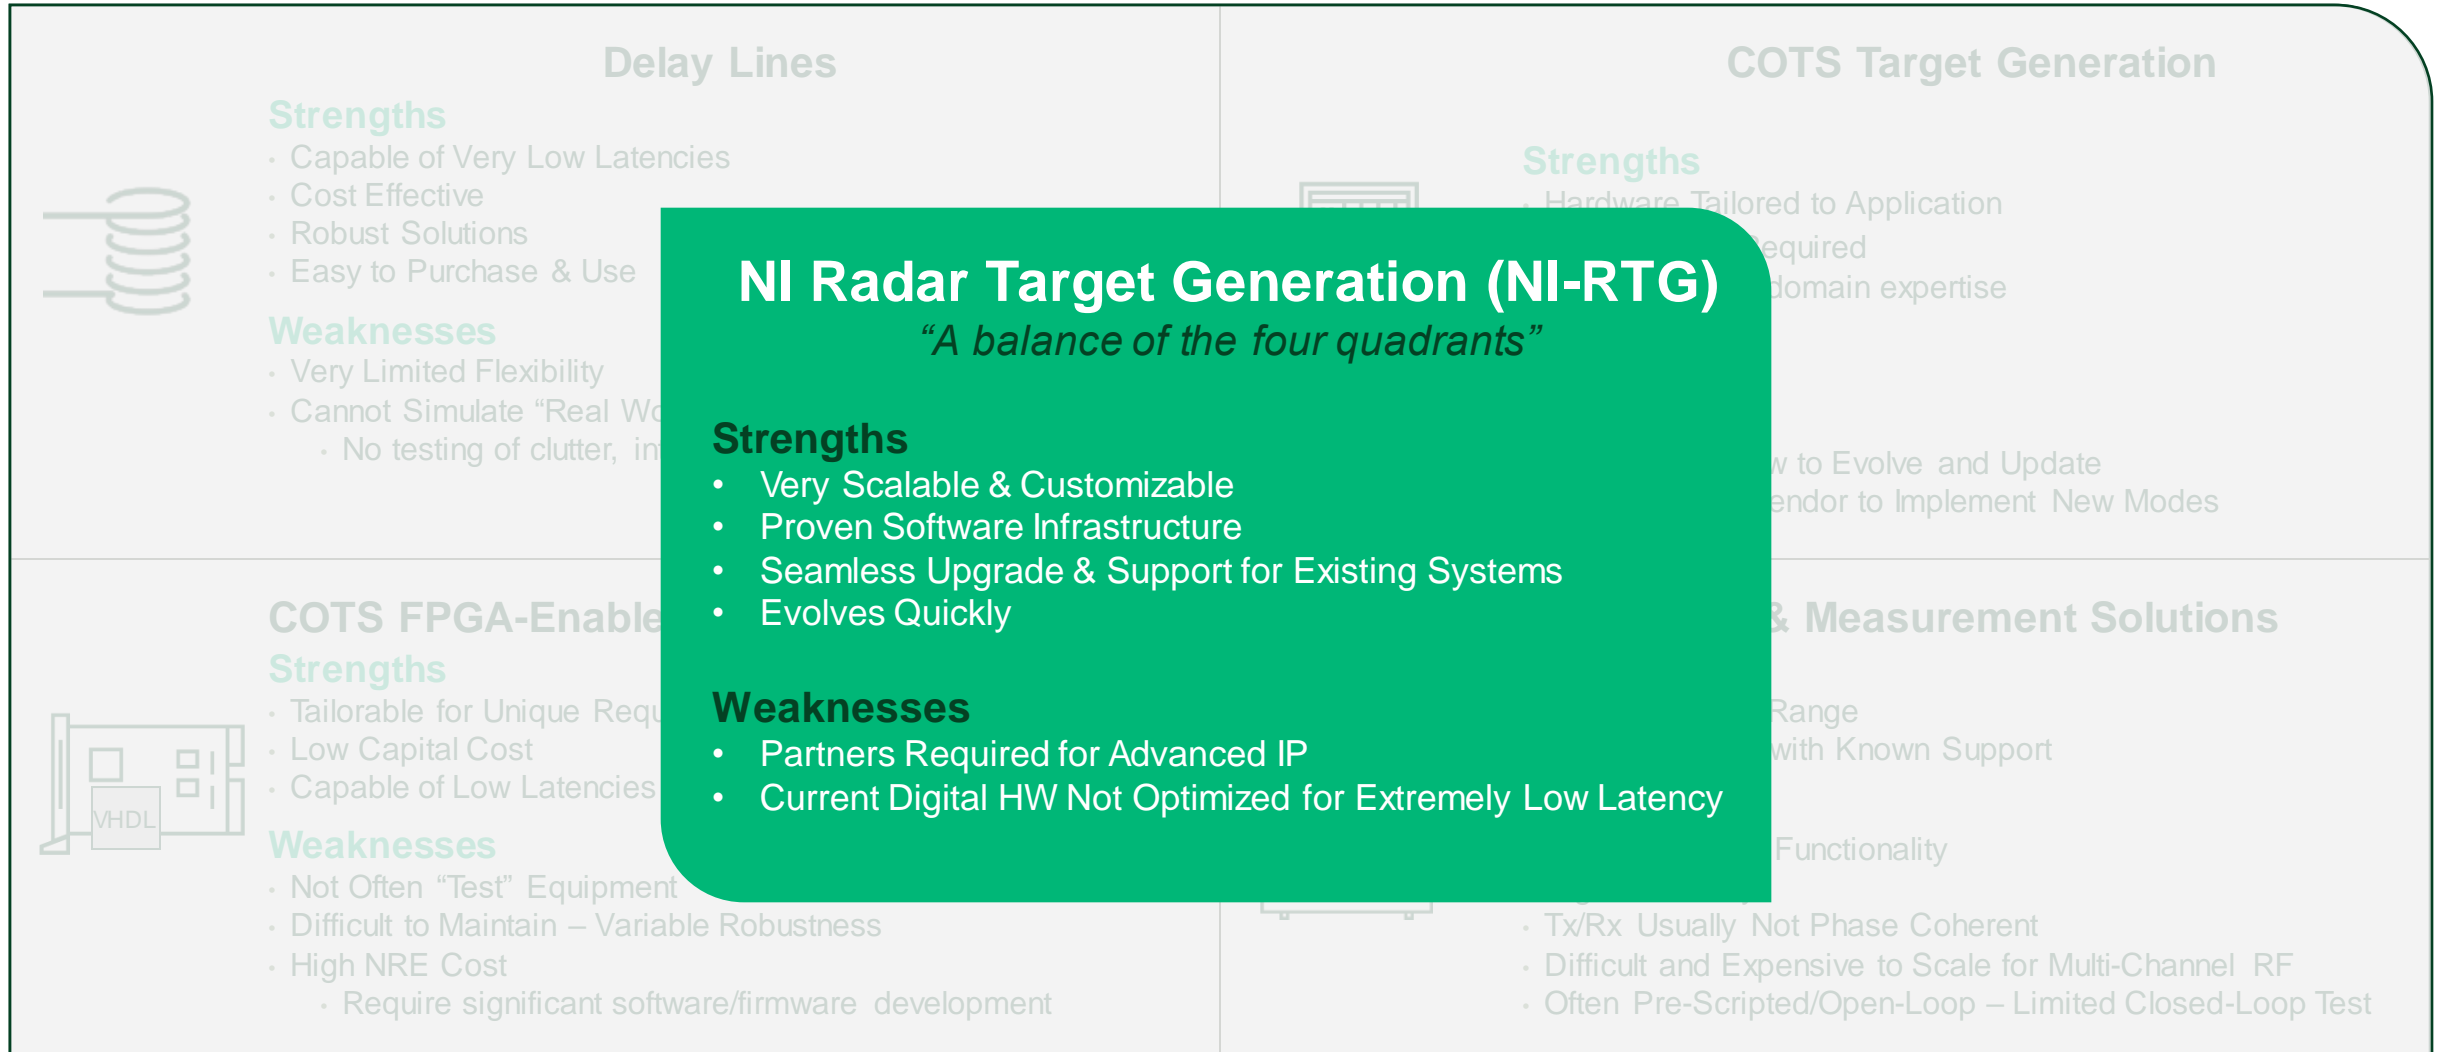 Delay Lines
Strengths
· Capable of Very Low Latencies
· Cost Effective
· Robust Solutions
· Easy to Purchase & Use
Weaknesses
· Very Limited Flexibility
· Cannot Simulate “Real
· No testing of clutter,
COTS Target Generation
Strengths
· Hardware Tailored to Application
domain expertise
to Evolve and Update
to Implement New Modes
NI Radar Target Generation (NI-RTG)
“A balance of the four quadrants”
Strengths
• Very Scalable & Customizable
• Proven Software Infrastructure
• Seamless Upgrade & Support for Existing Systems
• Evolves Quickly
Weaknesses
• Partners Required for Advanced IP
• Current Digital HW Not Optimized for Extremely Low Latency
VHDL
COTS
Strengths
· Tailorable for Unique
· Low Capital Cost
· Capable of Low Latencies
Weaknesses
· Not Often “Test” Equipment
· Difficult to Maintain – Variable Robustness
· High NRE Cost
· Require significant software/firmware development
& Measurement Solutions
Range
with Known Support
Functionality
· Tx/Rx Usually Not Phase Coherent
· Difficult and Expensive to Scale for Multi-Channel RF
· Often Pre-Scripted/Open-Loop – Limited Closed-Loop Test